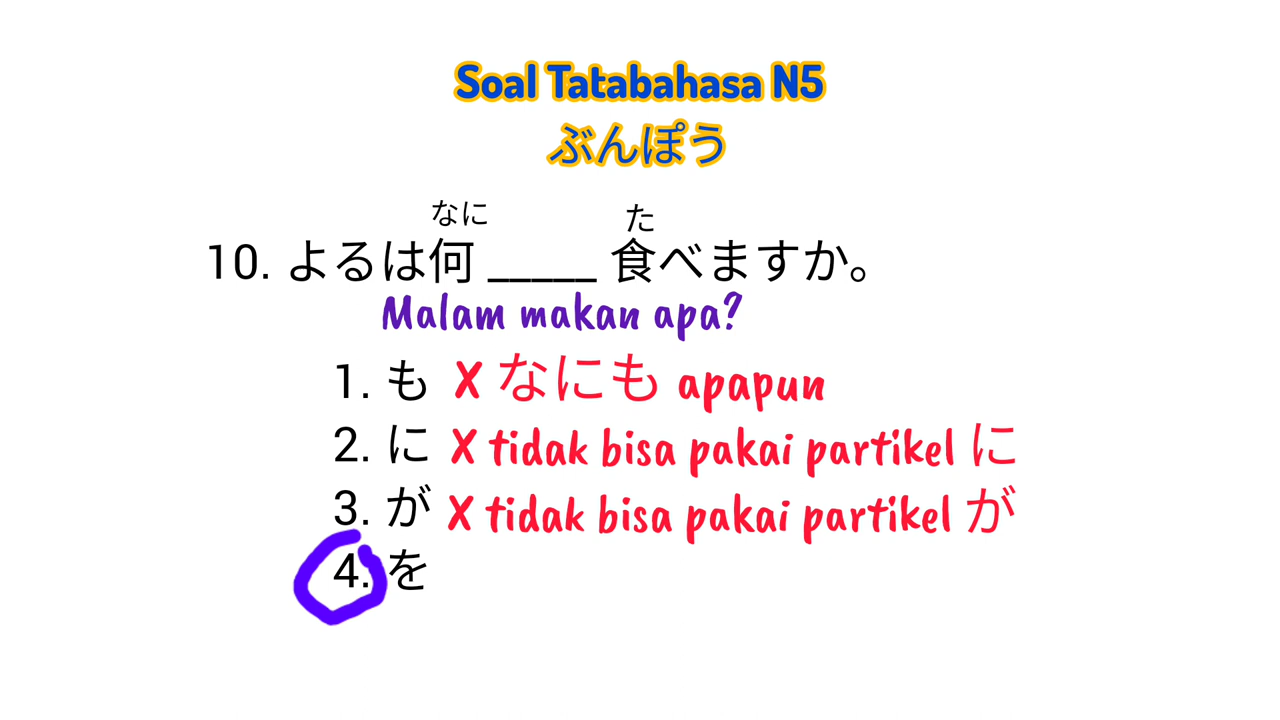 Soal Tatabahasa N5
ぶんぽう
なに た
10. よるは何 _____ 食べますか。
Malam makan apa?
1. も X なにも apapun
2. に X tidak bisa pakai partikel に
3. が X tidak bisa pakai partikel が
4. を